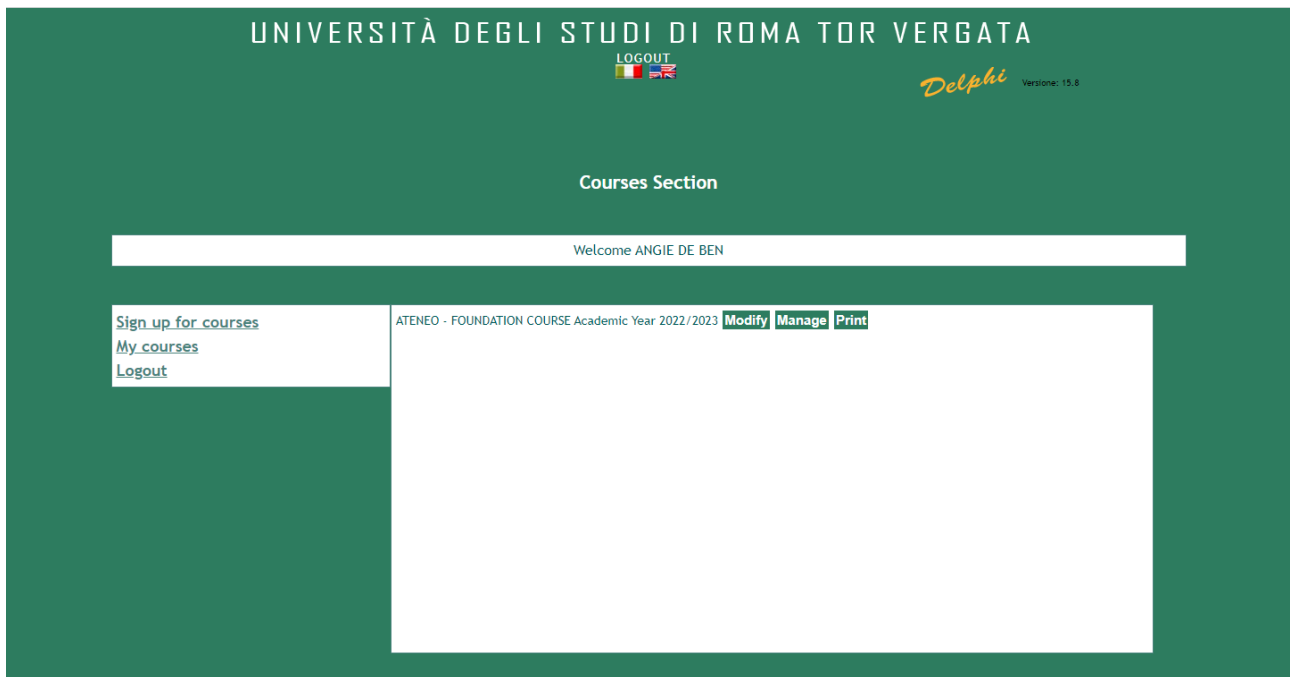 UNIVERSITÀ DEGLI STUDI DI ROMA TOR VERGATA
LOGOUT
Delphi Versione: 15.8
Courses Section
Welcome ANGIE DE BEN
Sign up for courses
My courses
Logout
ATENEO - FOUNDATION COURSE Academic Year 2022/2023 Modify Manage Print